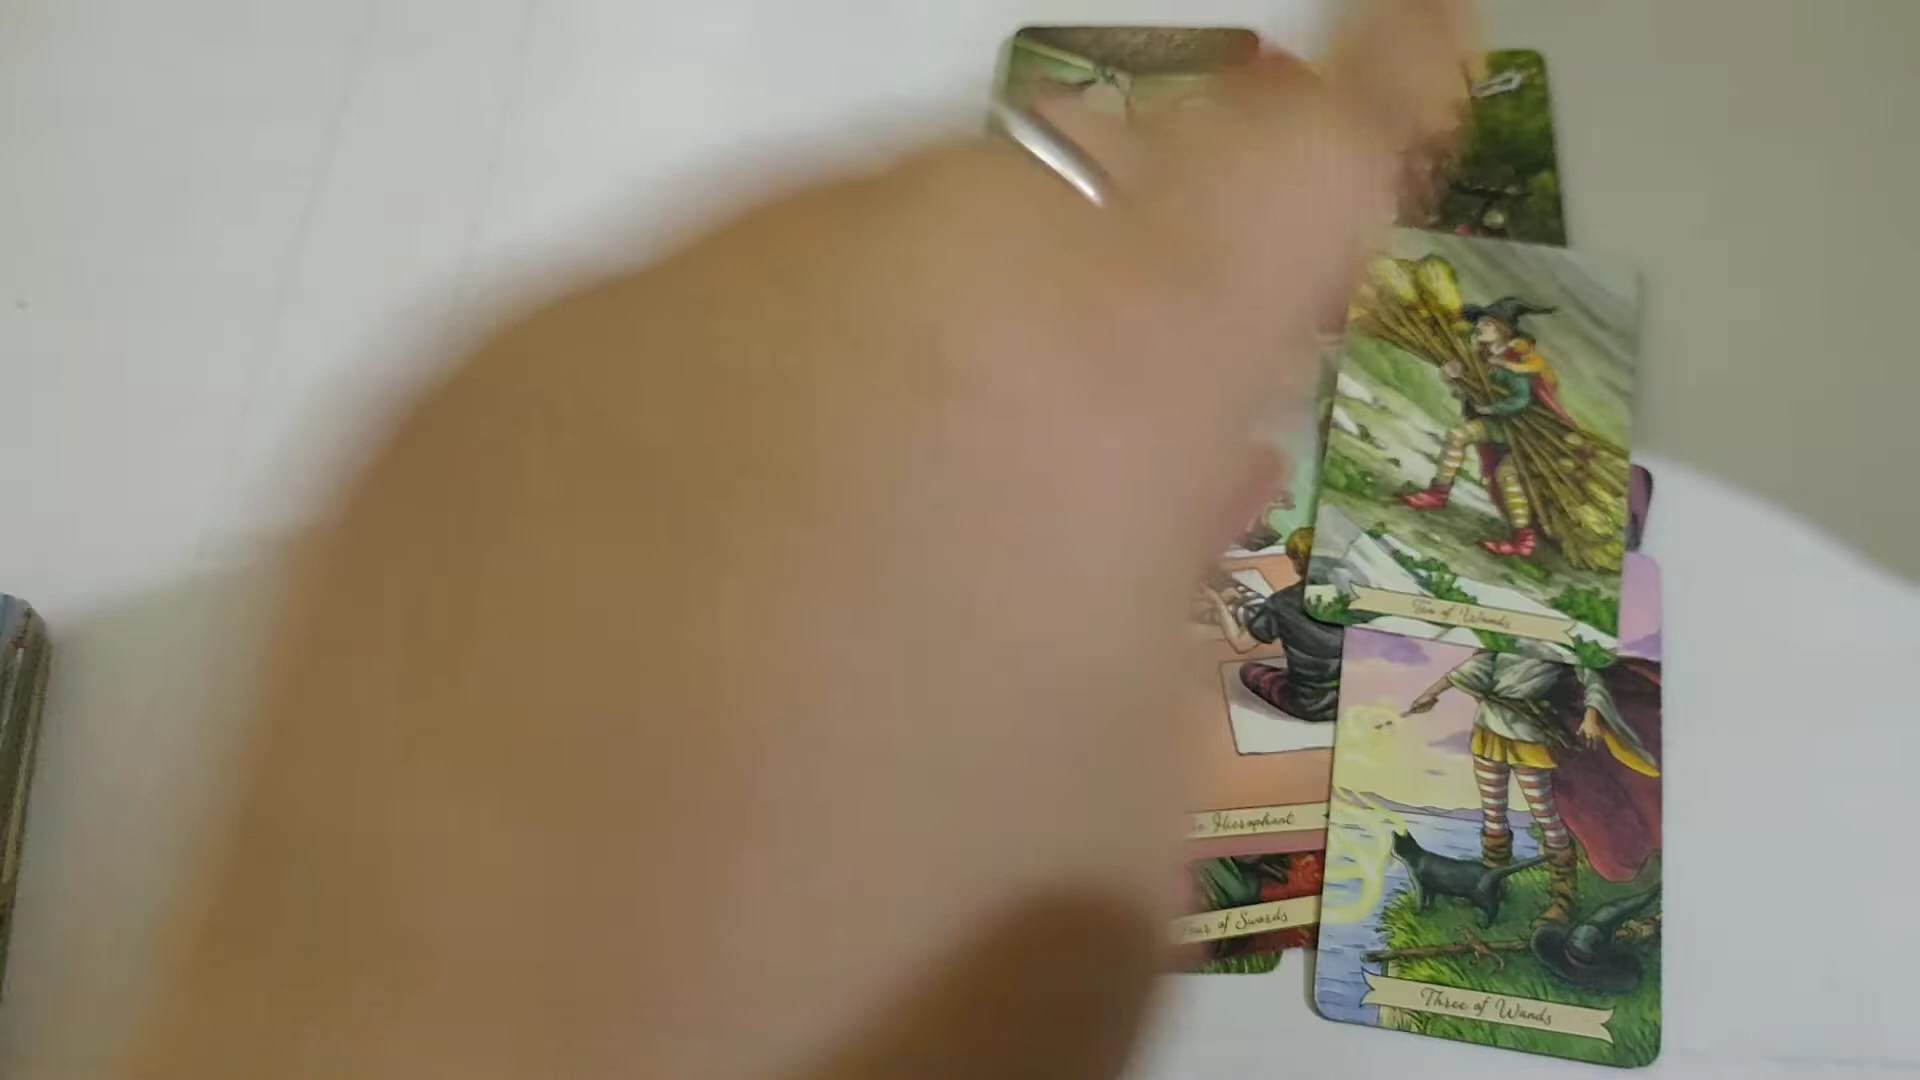 Ten of Wands
Hierophant
of Swords
Three of Wands